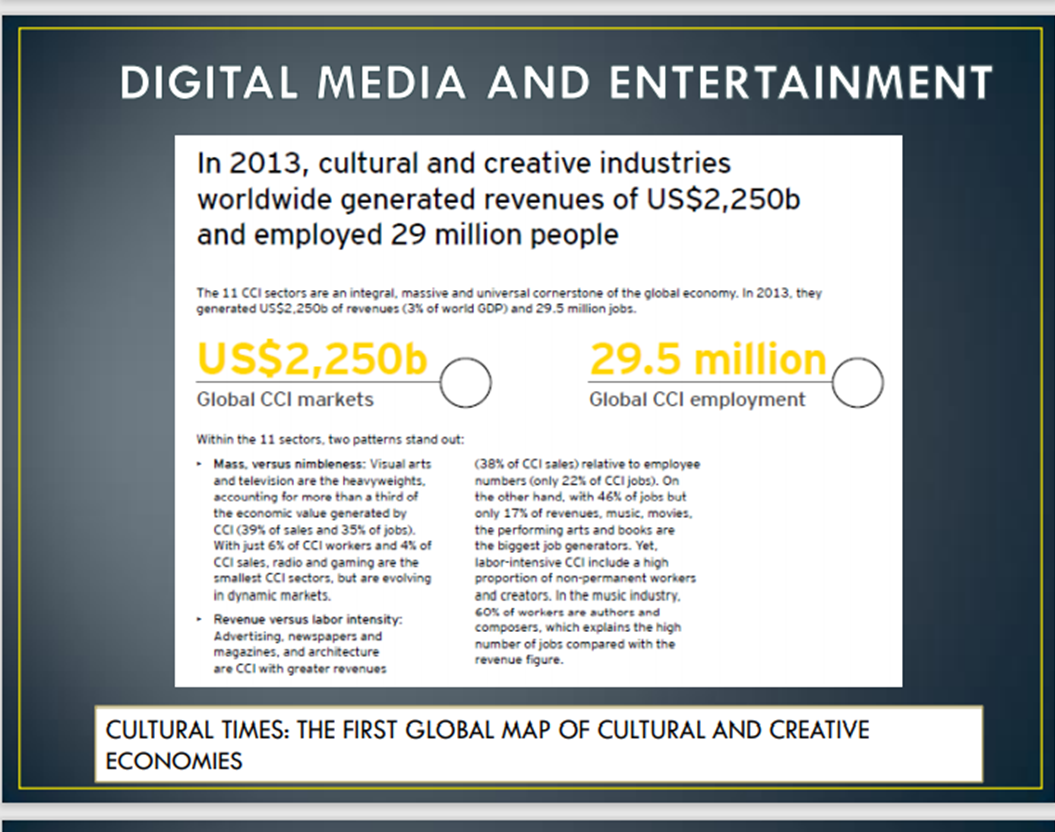 DIGITAL MEDIA AND ENTERTAINMENT
In 2013, cultural and creative industries
worldwide generated revenues of US$2,250b
and employed 29 million people
The 11 CCI sectors are an integral, massive and universal cornerstone of the global economy. In 2013, they
generated US$2,250b of revenues (3% of world GDP) and 29.5 million jobs.
US$2,250b
Global CCI markets
29.5 million
Global CCI employment
Within the 11 sectors, two patterns stand out:
‣ Mass, versus nimbleness: Visual arts
and television are the heavyweights,
accounting for more than a third of
the economic value generated by
CCI (39% of sales and 35% of jobs).
With just 6% of CCI workers and 4% of
CCI sales, radio and gaming are the
smallest CCI sectors, but are evolving
in dynamic markets.
‣ Revenue versus labor intensity:
Advertising, newspapers and
magazines, and architecture
are CCI with greater revenues
(38% of CCI sales) relative to employee
numbers (only 22% of CCI jobs). On
the other hand, with 46% of jobs but
only 17% of revenues, music, movies,
the performing arts and books are
the biggest job generators. Yet,
labor-intensive CCI include a high
proportion of non-permanent workers
and creators. In the music industry,
60% of workers are authors and
composers, which explains the high
number of jobs compared with the
revenue figure.
CULTURAL TIMES: THE FIRST GLOBAL MAP OF CULTURAL AND CREATIVE
ECONOMIES